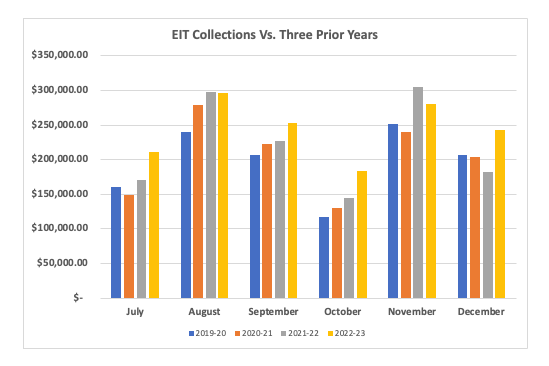 EIT Collections Vs. Three Prior Years
$350,000.00
$300,000.00
$250,000.00
$200,000.00
$150,000.00
$100,000.00
$50,000.00
$-
July August September October November December
2019-20 2020-21 2021-22 2022-23